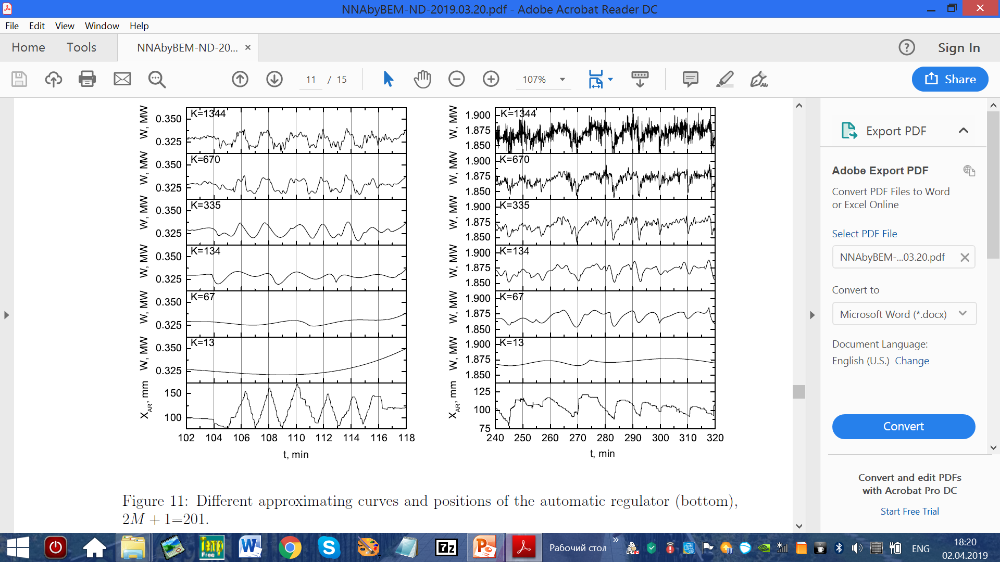 NNAbyBEM-ND-2019.03.20.pdf - Adobe Acrobat Reader DC
File Edit View Window Help
Home Tools NNAbyBEM-ND-20... × ? Sign In
11 / 15 107% Share
W, MW 0.350 0.325 K=1344
W, MW 0.350 0.325 K=670
W, MW 0.350 0.325 K=335
W, MW 0.350 0.325 K=134
W, MW 0.350 0.325 K=67
W, MW 0.350 0.325 K=13
X_AR, mm 150 100
102 104 106 108 110 112 114 116 118
t, min
W, MW 1.900 1.875 1.850 K=1344
W, MW 1.900 1.875 1.850 K=670
W, MW 1.900 1.875 1.850 K=335
W, MW 1.900 1.875 1.850 K=134
W, MW 1.900 1.875 1.850 K=67
W, MW 1.900 1.875 1.850 K=13
X_AR, mm 125 100 75
240 250 260 270 280 290 300 310 320
t, min
Figure 11: Different approximating curves and positions of the automatic regulator (bottom),
2M + 1=201.
Export PDF
Adobe Export PDF
Convert PDF Files to Word
or Excel Online
Select PDF File
NNAbyBEM-...03.20.pdf
Convert to
Microsoft Word (*.docx)
Document Language:
English (U.S.) Change
Convert
Convert and edit PDFs
with Acrobat Pro DC
Start Free Trial
Free
7z
Рабочий стол
»
ENG
18:20
02.04.2019